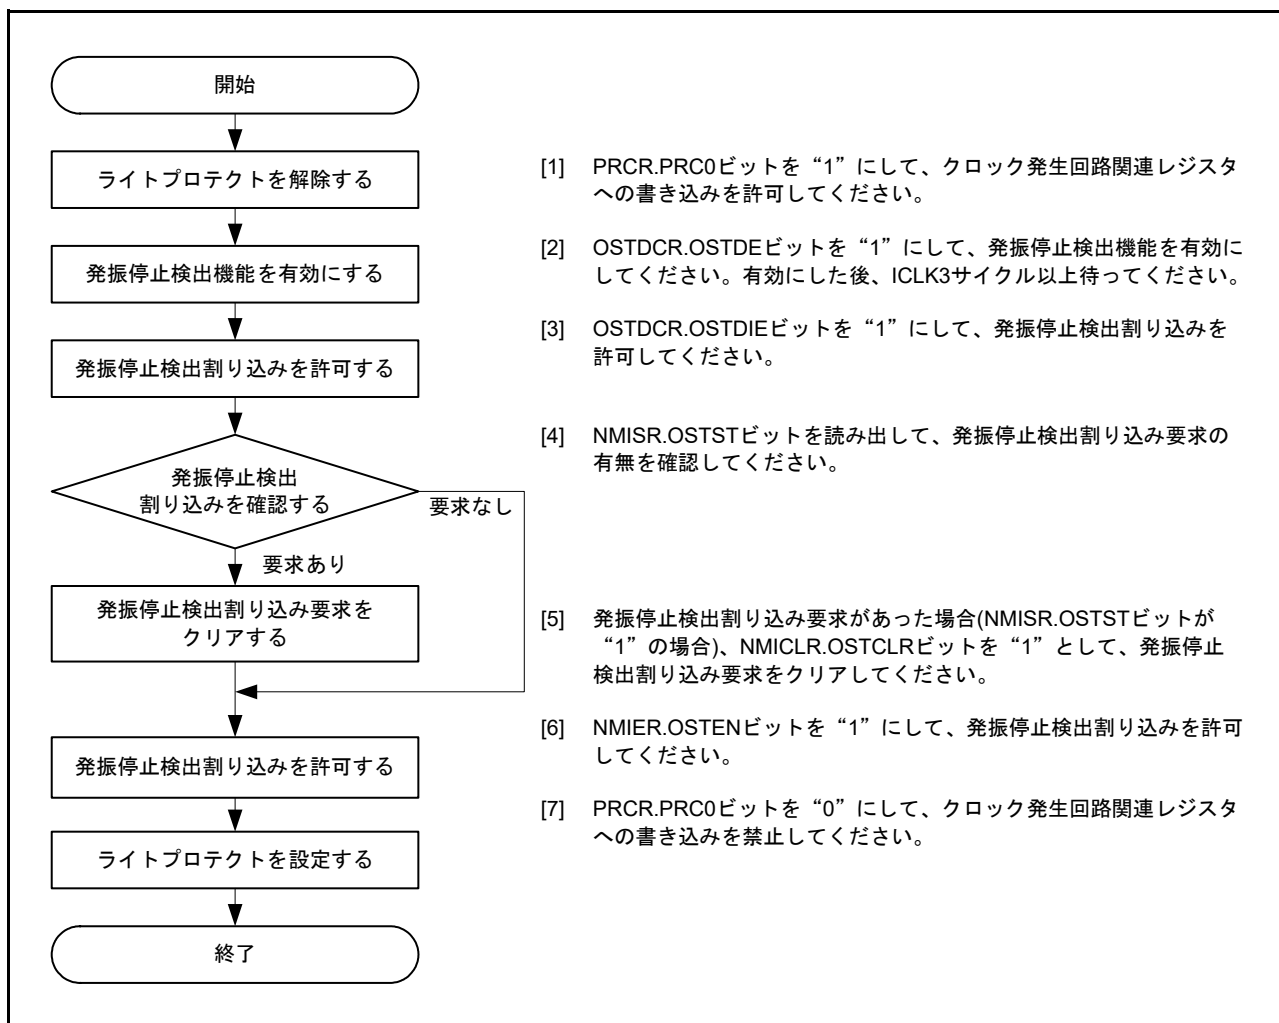 開始
ライトプロテクトを解除する
[1] PRCR.PRC0ビットを“1”にして、クロック発生回路関連レジスタ
への書き込みを許可してください。
発振停止検出機能を有効にする
[2] OSTDCR.OSTDEビットを“1”にして、発振停止検出機能を有効に
してください。有効にした後、ICLK3サイクル以上待ってください。
発振停止検出割り込みを許可する
[3] OSTDCR.OSTDIEビットを“1”にして、発振停止検出割り込みを
許可してください。
発振停止検出
割り込みを確認する
要求なし
要求あり
[4] NMISR.OSTSTビットを読み出して、発振停止検出割り込み要求の
有無を確認してください。
発振停止検出割り込み要求を
クリアする
[5] 発振停止検出割り込み要求があった場合(NMISR.OSTSTビットが
“1”の場合)、NMICLR.OSTCLRビットを“1”として、発振停止
検出割り込み要求をクリアしてください。
発振停止検出割り込みを許可する
[6] NMIER.OSTENビットを“1”にして、発振停止検出割り込みを許可
してください。
ライトプロテクトを設定する
[7] PRCR.PRC0ビットを“0”にして、クロック発生回路関連レジスタ
への書き込みを禁止してください。
終了